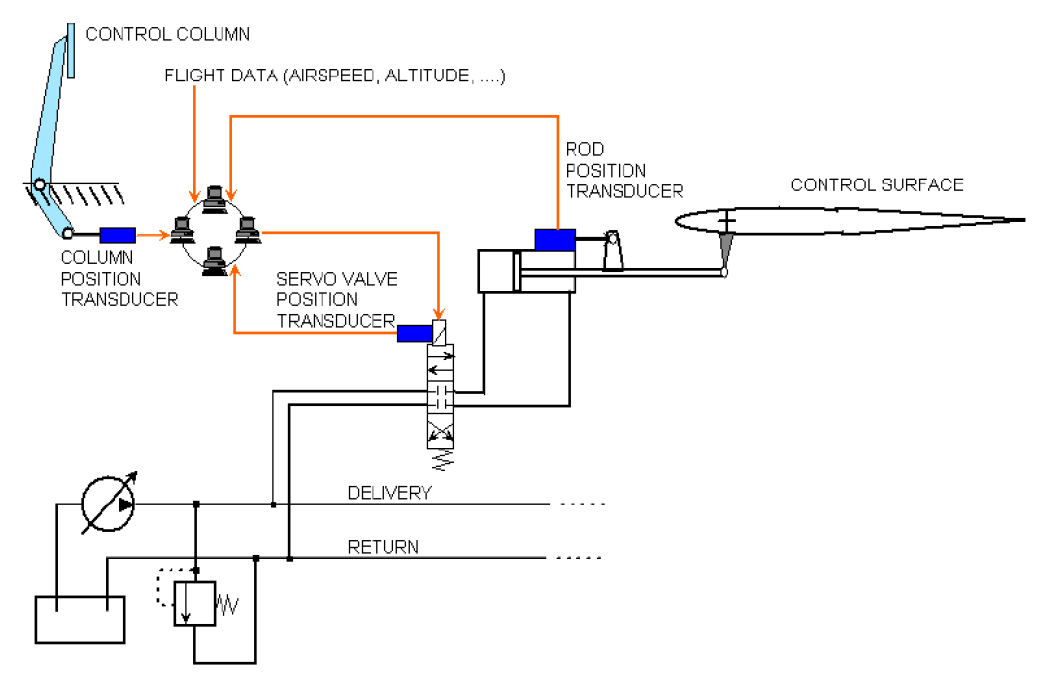 CONTROL COLUMN
FLIGHT DATA (AIRSPEED, ALTITUDE, ....)
ROD
POSITION
TRANSDUCER
CONTROL SURFACE
COLUMN
POSITION
TRANSDUCER
SERVO VALVE
POSITION
TRANSDUCER
DELIVERY
RETURN